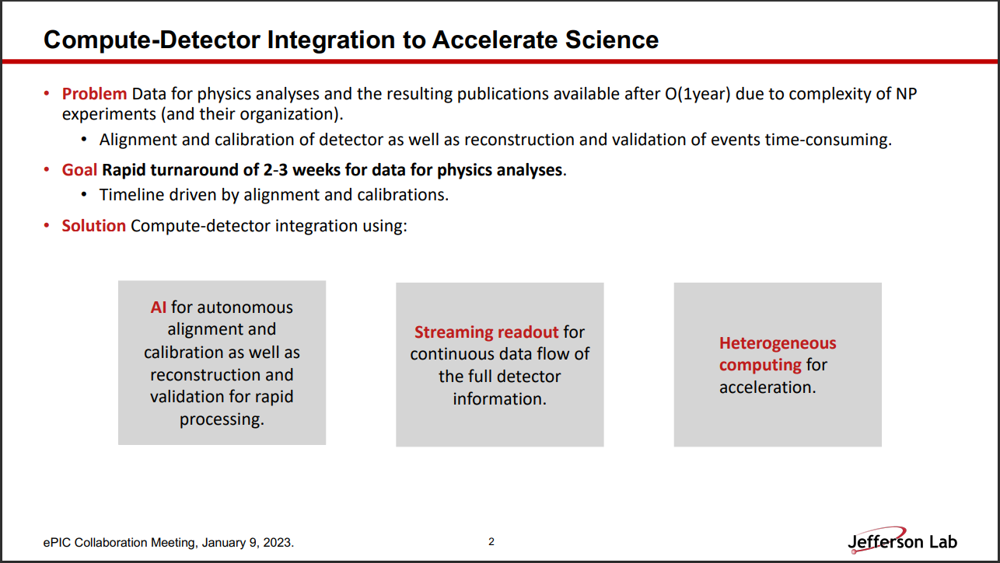 Compute-Detector Integration to Accelerate Science
• Problem Data for physics analyses and the resulting publications available after O(1year) due to complexity of NP
experiments (and their organization).
• Alignment and calibration of detector as well as reconstruction and validation of events time-consuming.
• Goal Rapid turnaround of 2-3 weeks for data for physics analyses.
• Timeline driven by alignment and calibrations.
• Solution Compute-detector integration using:
AI for autonomous
alignment and
calibration as well as
reconstruction and
validation for rapid
processing.
Streaming readout for
continuous data flow of
the full detector
information.
Heterogeneous
computing for
acceleration.
ePIC Collaboration Meeting, January 9, 2023.
2
Jefferson Lab